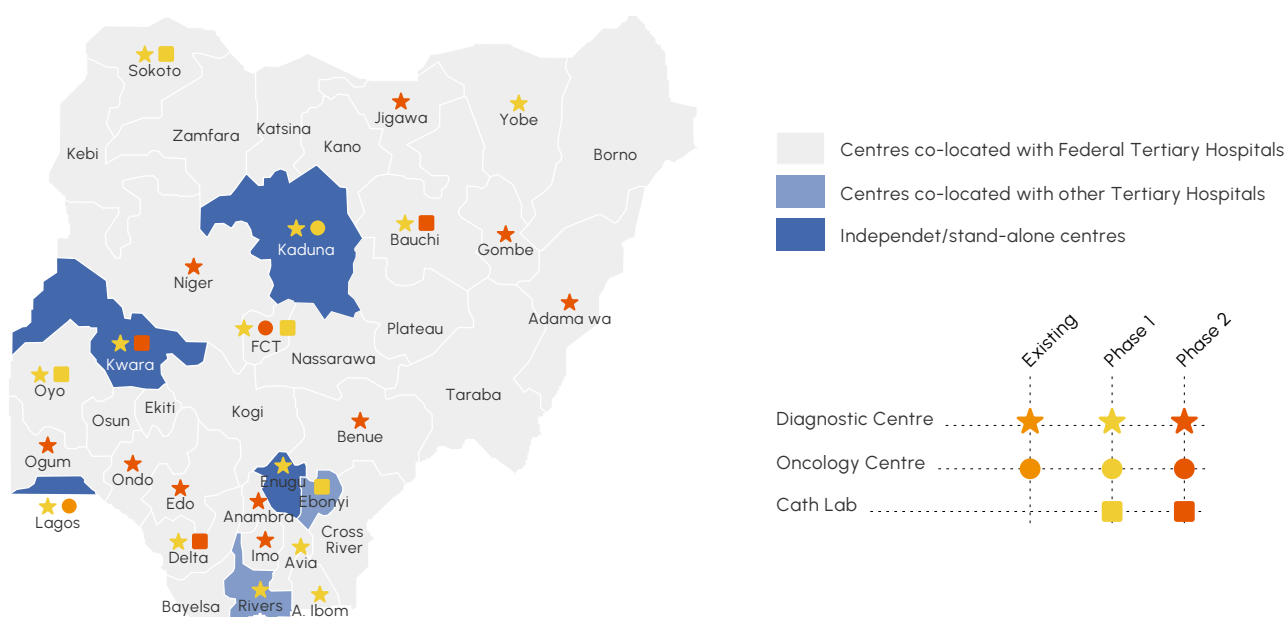 Sokoto
Jigawa
Yobe
Zamfara
Katsina
Kano
Kebi
Borno
Kaduna
Bauchi
Gombe
Niger
Adama wa
FCT
Plateau
Nassarawa
Kwara
Oyo
Taraba
Osun
Ekiti
Kogi
Benue
Ogum
Ondo
Edo
Enugu
Ebonyi
Anambra
Lagos
Cross
River
Delta
Imo
Avia
Bayelsa
Rivers
A. Ibom
Centres co-located with Federal Tertiary Hospitals
Centres co-located with other Tertiary Hospitals
Independet/stand-alone centres
Existing
Phase 1
Phase 2
Diagnostic Centre
Oncology Centre
Cath Lab